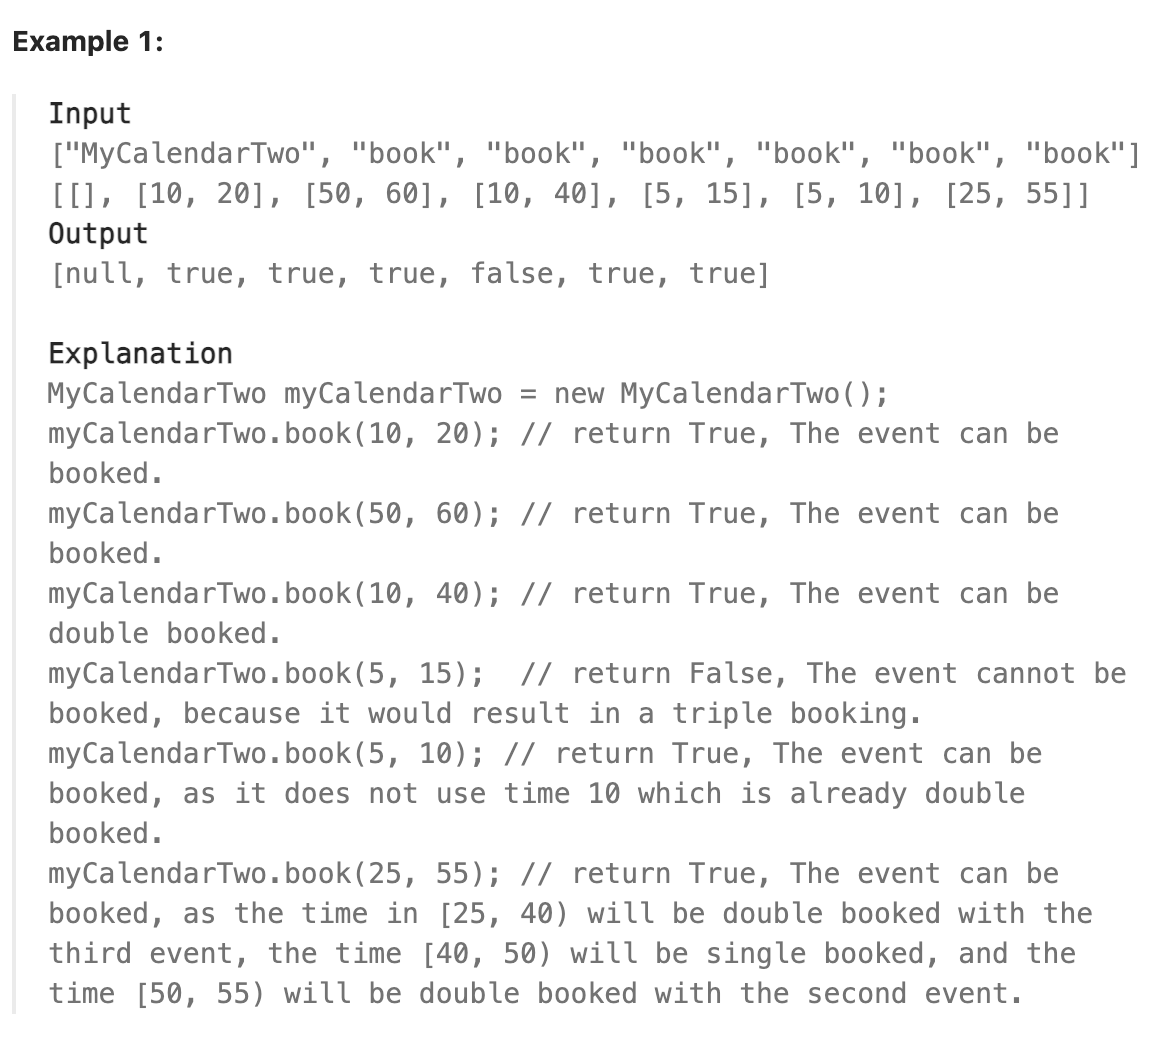 Example 1:
Input
["MyCalendarTwo", "book", "book", "book", "book", "book", "book"]
[[], [10, 20], [50, 60], [10, 40], [5, 15], [5, 10], [25, 55]]
Output
[null, true, true, true, false, true, true]
Explanation
MyCalendarTwo myCalendarTwo = new MyCalendarTwo();
myCalendarTwo.book(10, 20); // return True, The event can be
booked.
myCalendarTwo.book(50, 60); // return True, The event can be
booked.
myCalendarTwo.book(10, 40); // return True, The event can be
double booked.
myCalendarTwo.book(5, 15);  // return False, The event cannot be
booked, because it would result in a triple booking.
myCalendarTwo.book(5, 10); // return True, The event can be
booked, as it does not use time 10 which is already double
booked.
myCalendarTwo.book(25, 55); // return True, The event can be
booked, as the time in [25, 40) will be double booked with the
third event, the time [40, 50) will be single booked, and the
time [50, 55) will be double booked with the second event.